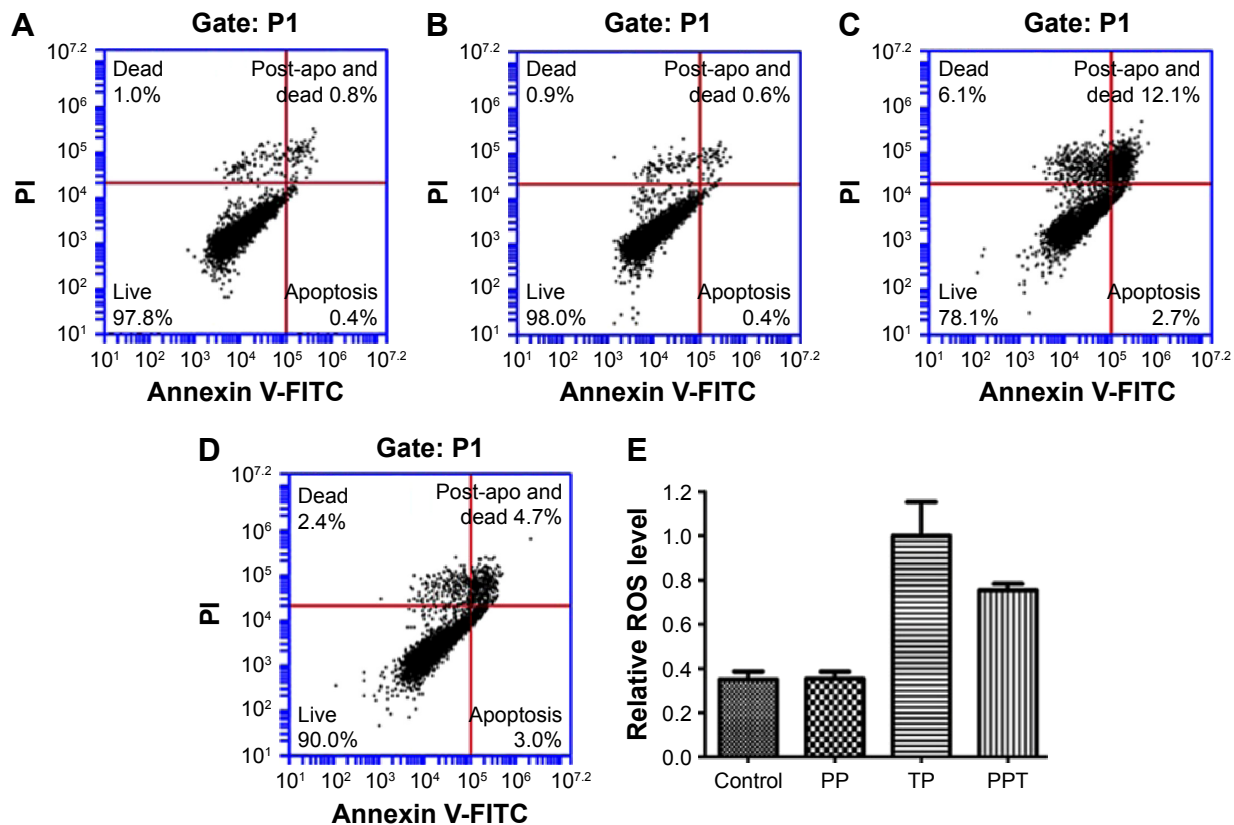 A
Gate: P1
10^7.2
10^6
10^5
10^4
10^3
10^2
10^1
PI
Dead
1.0%
Post-apo and
dead 0.8%
Live
97.8%
Apoptosis
0.4%
10^1 10^2 10^3 10^4 10^5 10^6 10^7.2
Annexin V-FITC
B
Gate: P1
10^7.2
10^6
10^5
10^4
10^3
10^2
10^1
PI
Dead
0.9%
Post-apo and
dead 0.6%
Live
98.0%
Apoptosis
0.4%
10^1 10^2 10^3 10^4 10^5 10^6 10^7.2
Annexin V-FITC
C
Gate: P1
10^7.2
10^6
10^5
10^4
10^3
10^2
10^1
PI
Dead
6.1%
Post-apo and
dead 12.1%
Live
78.1%
Apoptosis
2.7%
10^1 10^2 10^3 10^4 10^5 10^6 10^7.2
Annexin V-FITC
D
Gate: P1
10^7.2
10^6
10^5
10^4
10^3
10^2
10^1
PI
Dead
2.4%
Post-apo and
dead 4.7%
Live
90.0%
Apoptosis
3.0%
10^1 10^2 10^3 10^4 10^5 10^6 10^7.2
Annexin V-FITC
E
Relative ROS level
1.2
1.0
0.8
0.6
0.4
0.2
0.0
Control PP TP PPT